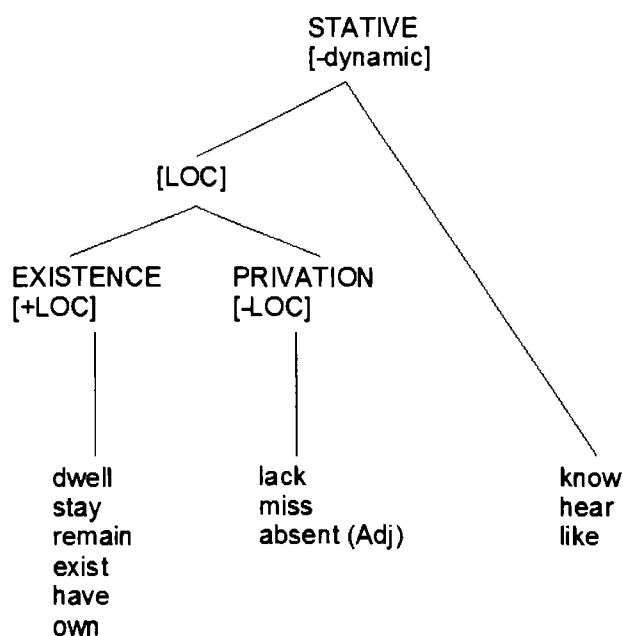 STATIVE
[-dynamic]
[LOC]
EXISTENCE
[+LOC]
PRIVATION
[-LOC]
dwell
stay
remain
exist
have
own
lack
miss
absent (Adj)
know
hear
like